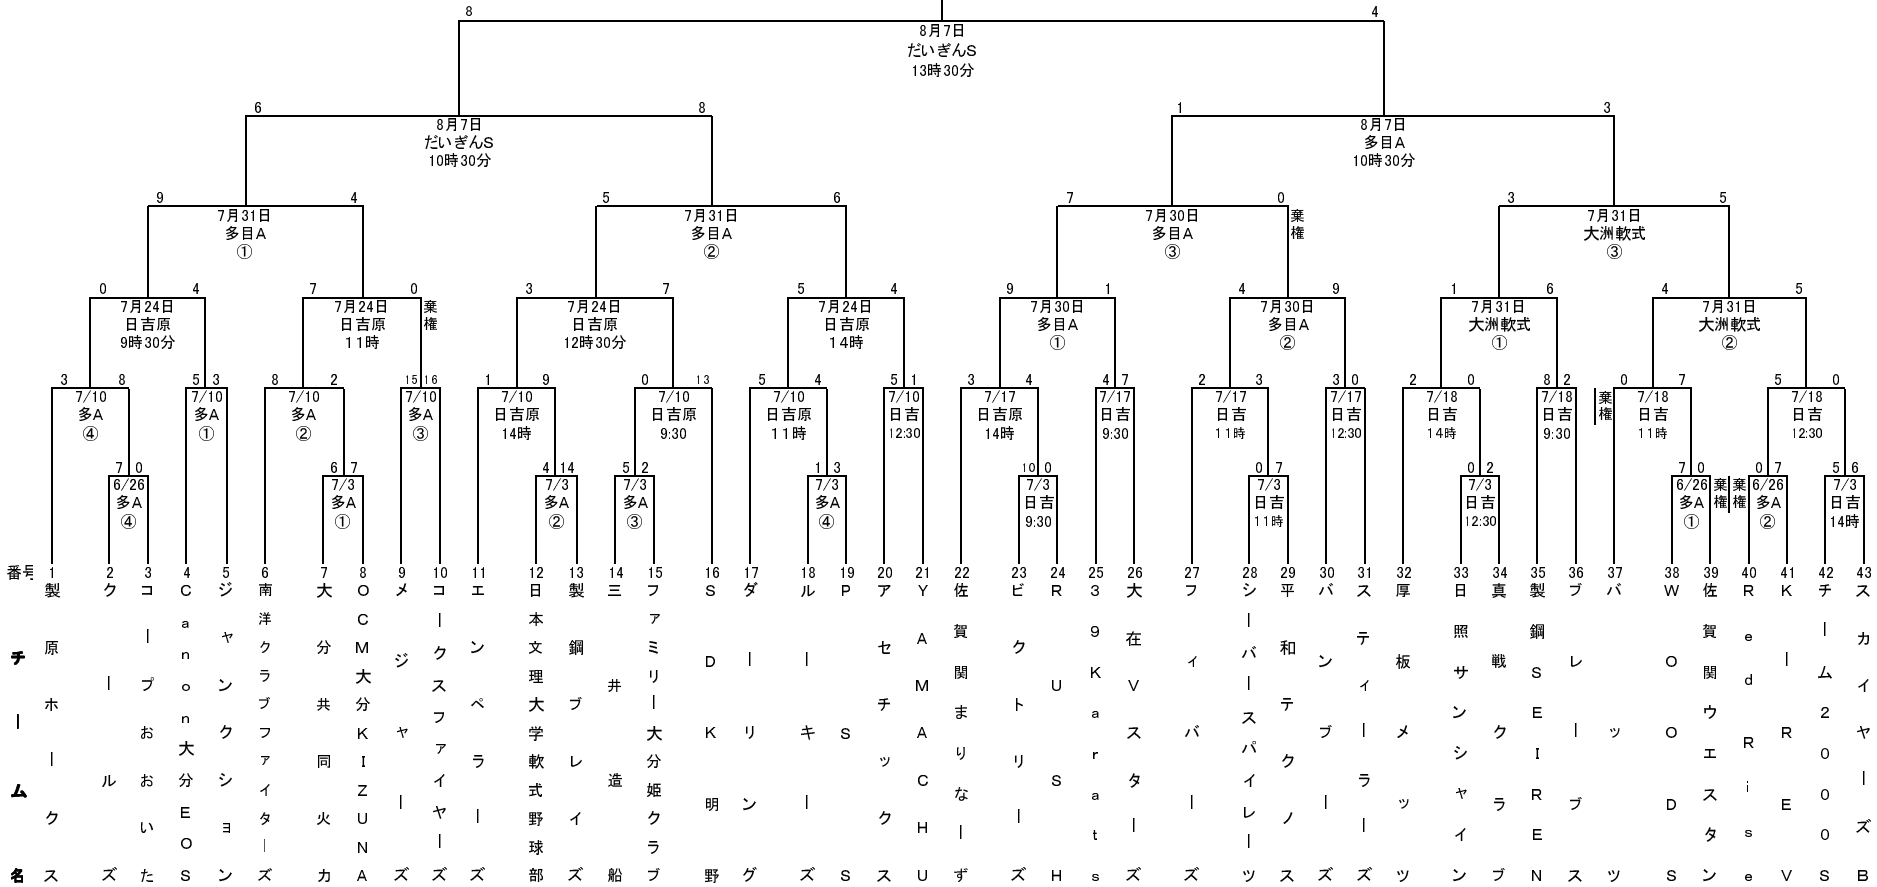 8 4
8月7日
だいぎんS
13時30分
6 8 1 3
8月7日 8月7日
だいぎんS 多目A
10時30分 10時30分
9 4 5 6 7 0 3 5
7月31日 7月31日 7月30日 棄権 7月31日
多目A 多目A 多目A 大洲軟式
① ② ③ ③
0 4 7 0 3 7 5 4 9 1 4 9 1 6 4 5
7月24日 7月24日 棄権 7月24日 7月24日 7月30日 7月30日 7月31日 7月31日
日吉原 日吉原 日吉原 日吉原 多目A 多目A 大洲軟式 大洲軟式
9時30分 11時 12時30分 14時 ① ② ① ②
3 8 5 3 8 2 15 16 1 9 0 13 5 4 5 1 3 4 4 7 2 3 3 0 2 0 8 2 0 7 5 0
7/10 7/10 7/10 7/10 7/10 7/10 7/10 7/10 7/17 7/17 7/17 7/17 7/18 7/18 棄権 7/18 7/18
多A 多A 多A 多A 日吉原 日吉原 日吉原 日吉 日吉原 日吉 日吉 日吉 日吉 日吉 日吉 日吉
④ ① ② ③ 14時 9:30 11時 12:30 14時 9:30 11時 12:30 14時 9:30 11時 12:30
7 0 6 7 4 14 5 2 1 3 10 0 0 7 0 2 7 0 0 7 5 6
6/26 7/3 7/3 7/3 7/3 7/3 7/3 7/3 6/26 棄権 棄権 6/26 7/3
多A 多A 多A 多A 多A 日吉 日吉 日吉 多A 多A 日吉
④ ① ② ③ ④ 9:30 11時 12:30 ① ② 14時
番号 チーム名
1 製原ホークス
2 クールズ
3 コープおおいた
4 Canon大分EOS
5 ジャンクション
6 南洋クラブファイターズ
7 大分共同火力
8 OCM大分KIZUNA
9 メジャーズ
10 コークスファイヤーズ
11 エンペラーズ
12 日本文理大学軟式野球部
13 製鋼ブレイズ
14 三井造船
15 ファミリー大分姫クラブ
16 SDK明野
17 ダーリング
18 ルーキーズ
19 PSS
20 アセチックス
21 YAMACHU
22 佐賀関まりなーず
23 ビクトリーズ
24 RUSH
25 39Karats
26 大在Vスターズ
27 フィバーズ
28 シーバースパイレーツ
29 平和テクノス
30 バンブーズ
31 スティーラーズ
32 厚板メッツ
33 日照サンシャイン
34 真戦クラブ
35 製鋼SEIREN
36 ブレーブス
37 バッツ
38 WOODS
39 佐賀関ウエスタン
40 Red Rise
41 K－REV
42 チーム2００S
43 スカイヤーズB